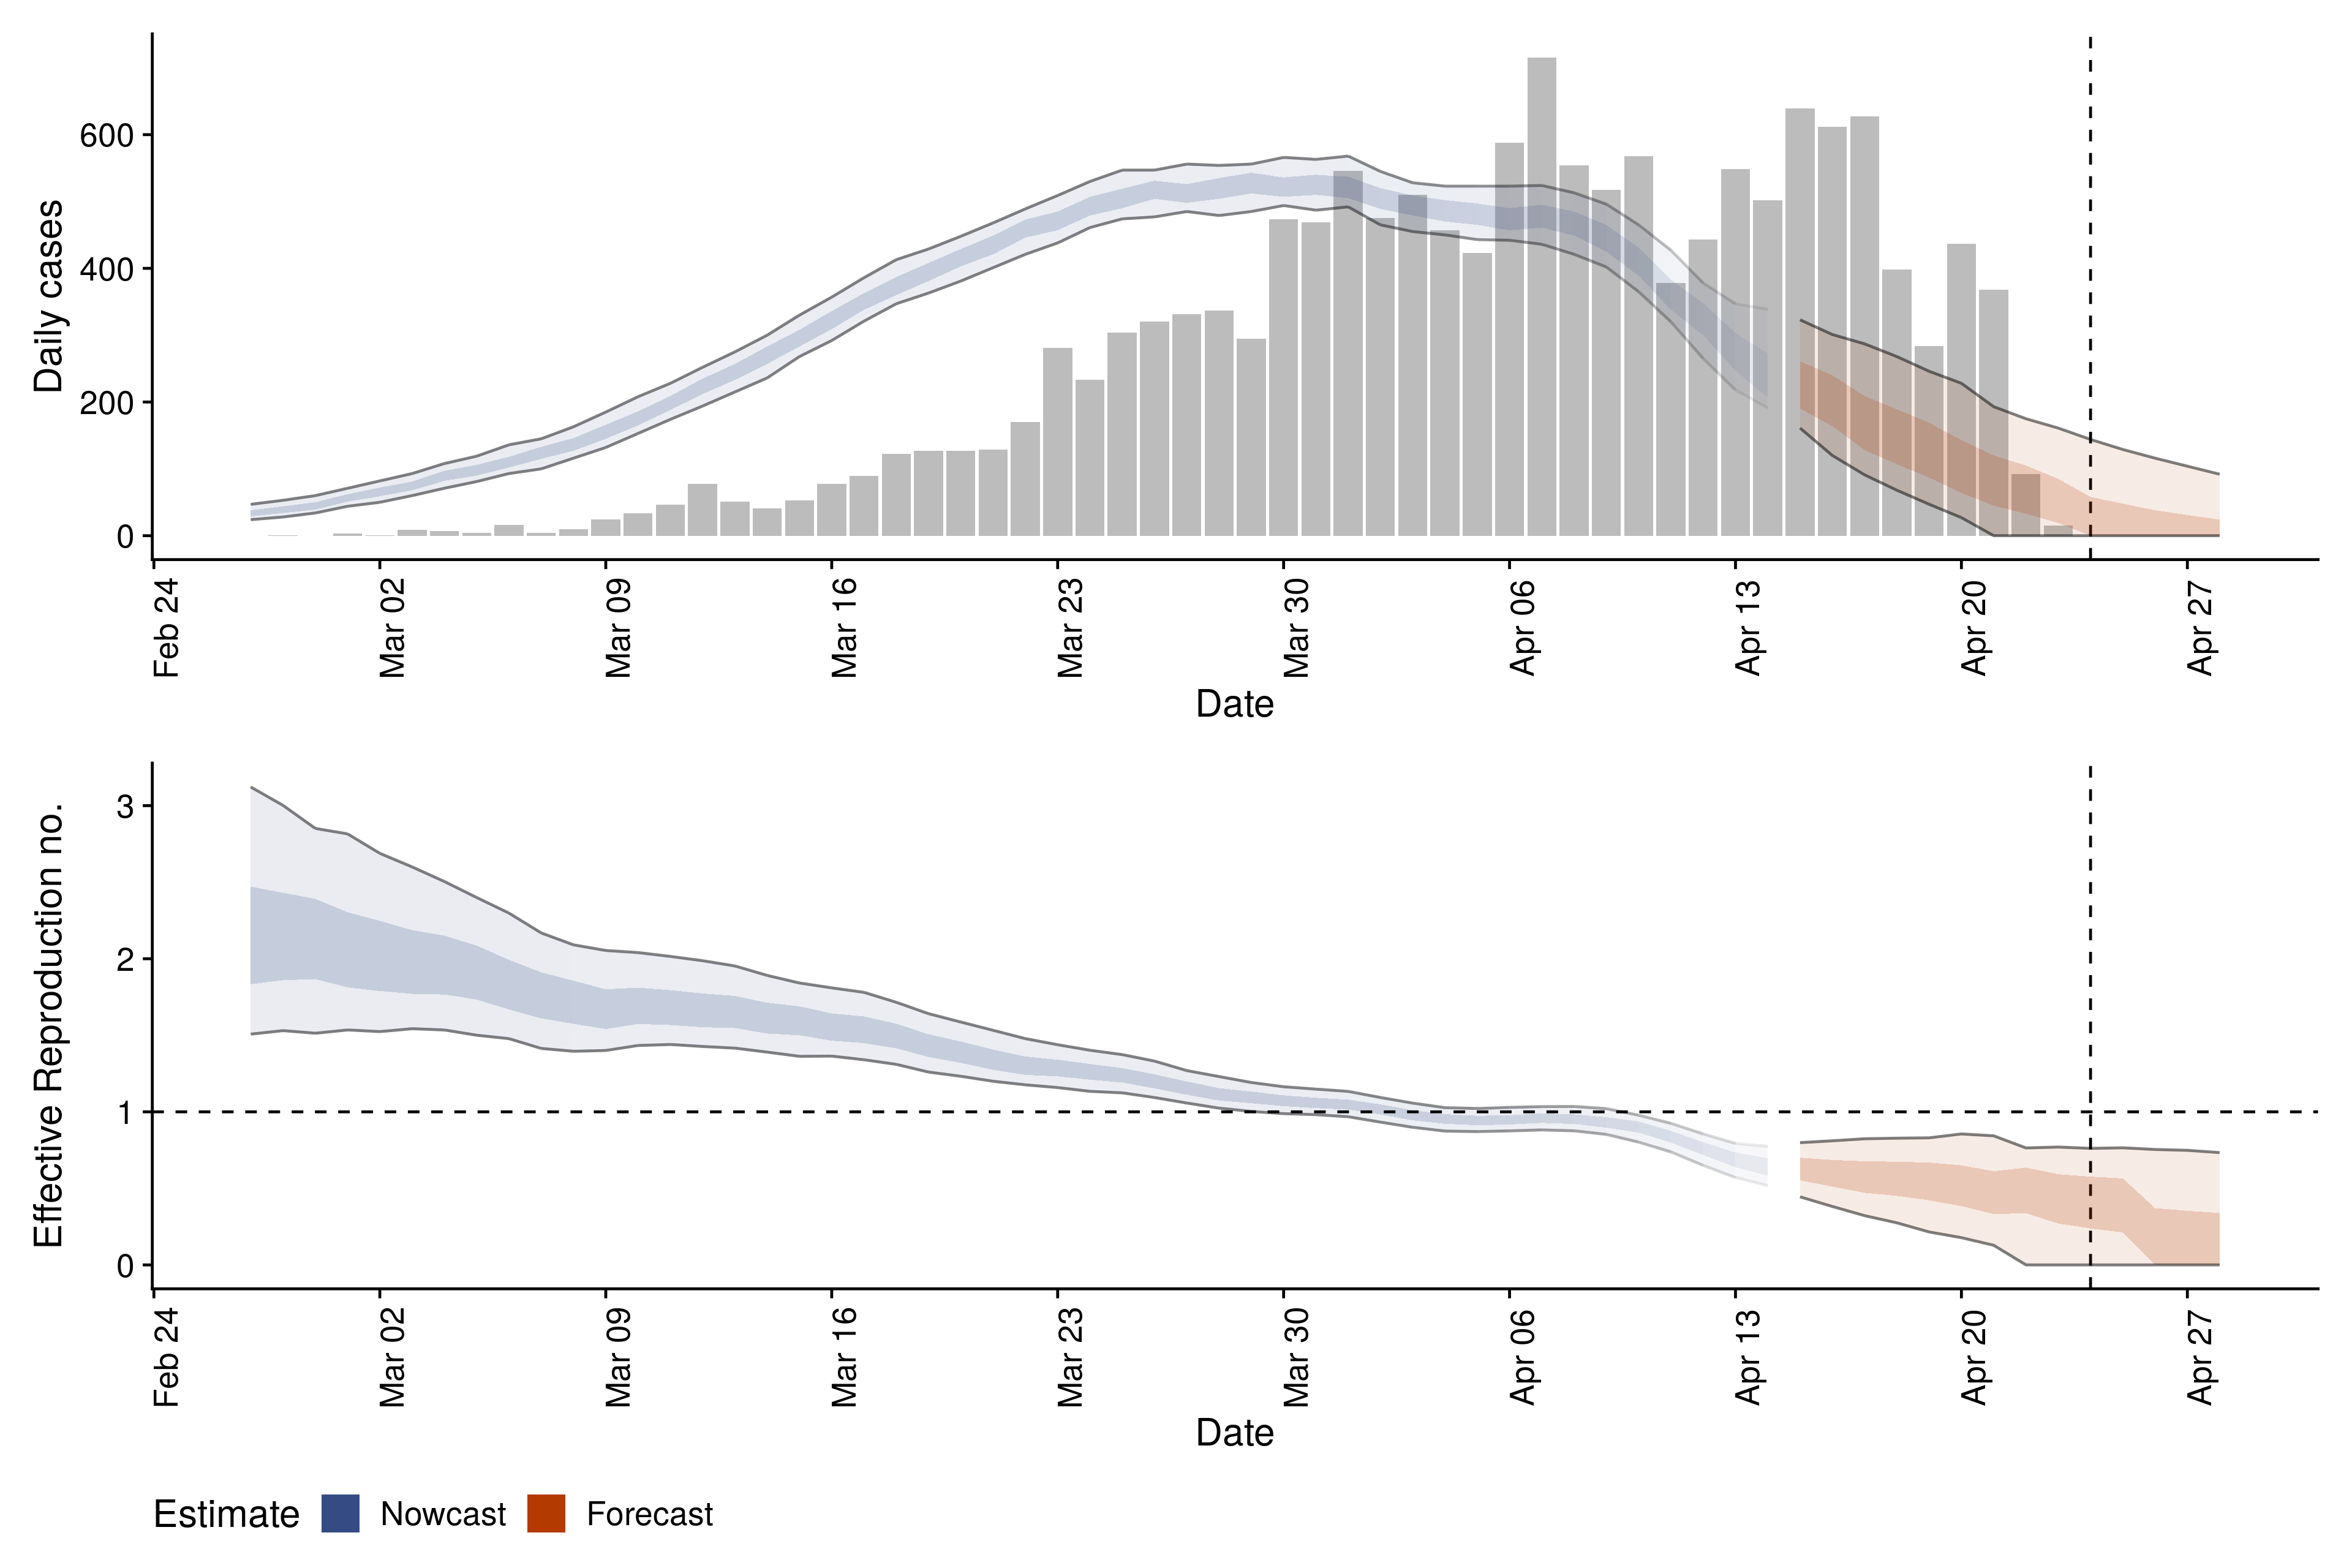 Daily cases
600
400
200
0
Feb 24
Mar 02
Mar 09
Mar 16
Mar 23
Mar 30
Apr 06
Apr 13
Apr 20
Apr 27
Date
Effective Reproduction no.
3
2
1
0
Feb 24
Mar 02
Mar 09
Mar 16
Mar 23
Mar 30
Apr 06
Apr 13
Apr 20
Apr 27
Date
Estimate Nowcast Forecast